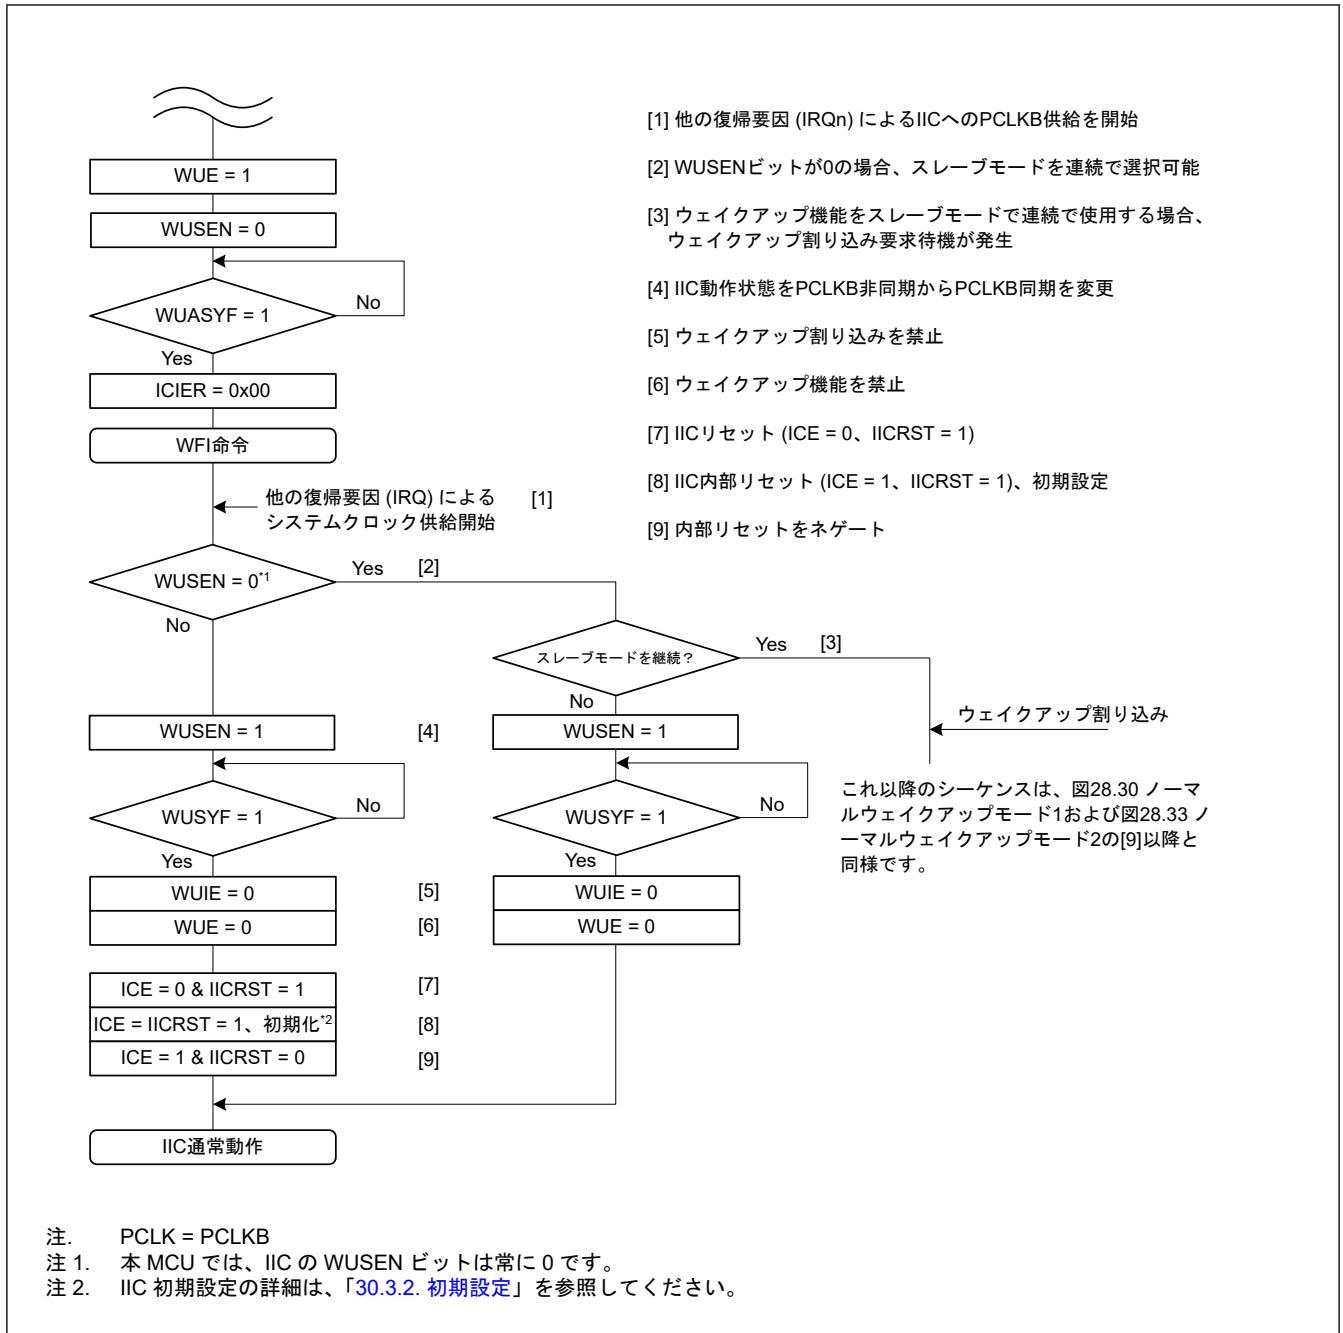 WUE = 1
WUSEN = 0
WUASYF = 1
No
Yes
ICIER = 0x00
WFI命令
他の復帰要因 (IRQ) による
システムクロック供給開始
[1]
WUSEN = 0*1
Yes
[2]
No
スレーブモードを継続？
Yes
[3]
No
ウェイクアップ割り込み
WUSEN = 1
[4]
WUSEN = 1
WUSYF = 1
No
Yes
WUSYF = 1
No
Yes
これ以降のシーケンスは、図28.30 ノーマ
ルウェイクアップモード1および図28.33 ノ
ーマルウェイクアップモード2の[9]以降と
同様です。
WUIE = 0
[5]
WUIE = 0
WUE = 0
[6]
WUE = 0
ICE = 0 & IICRST = 1
[7]
ICE = IICRST = 1、初期化*2
[8]
ICE = 1 & IICRST = 0
[9]
IIC通常動作
[1] 他の復帰要因 (IRQn) によるIICへのPCLKB供給を開始
[2] WUSENビットが0の場合、スレーブモードを連続で選択可能
[3] ウェイクアップ機能をスレーブモードで連続で使用する場合、
ウェイクアップ割り込み要求待機が発生
[4] IIC動作状態をPCLKB非同期からPCLKB同期を変更
[5] ウェイクアップ割り込みを禁止
[6] ウェイクアップ機能を禁止
[7] IICリセット (ICE = 0、IICRST = 1)
[8] IIC内部リセット (ICE = 1、IICRST = 1)、初期設定
[9] 内部リセットをネゲート
注. PCLK = PCLKB
注 1. 本 MCU では、IIC の WUSEN ビットは常に 0 です。
注 2. IIC 初期設定の詳細は、「30.3.2. 初期設定」を参照してください。